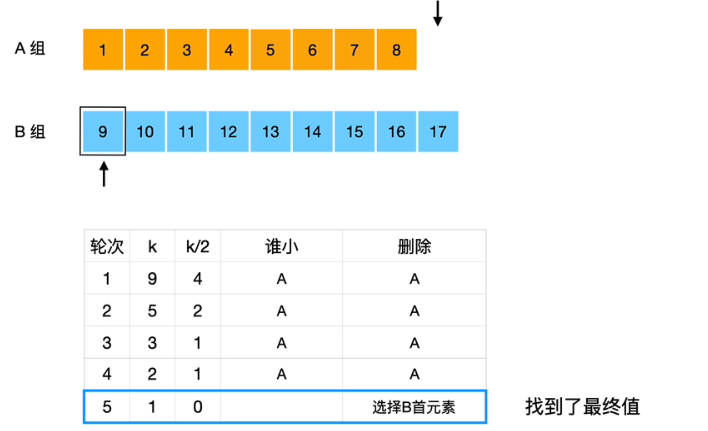 A 组 1 2 3 4 5 6 7 8
B 组 9 10 11 12 13 14 15 16 17
轮次 k k/2 谁小 删除
1 9 4 A A
2 5 2 A A
3 3 1 A A
4 2 1 A A
5 1 0 选择B首元素 找到了最终值